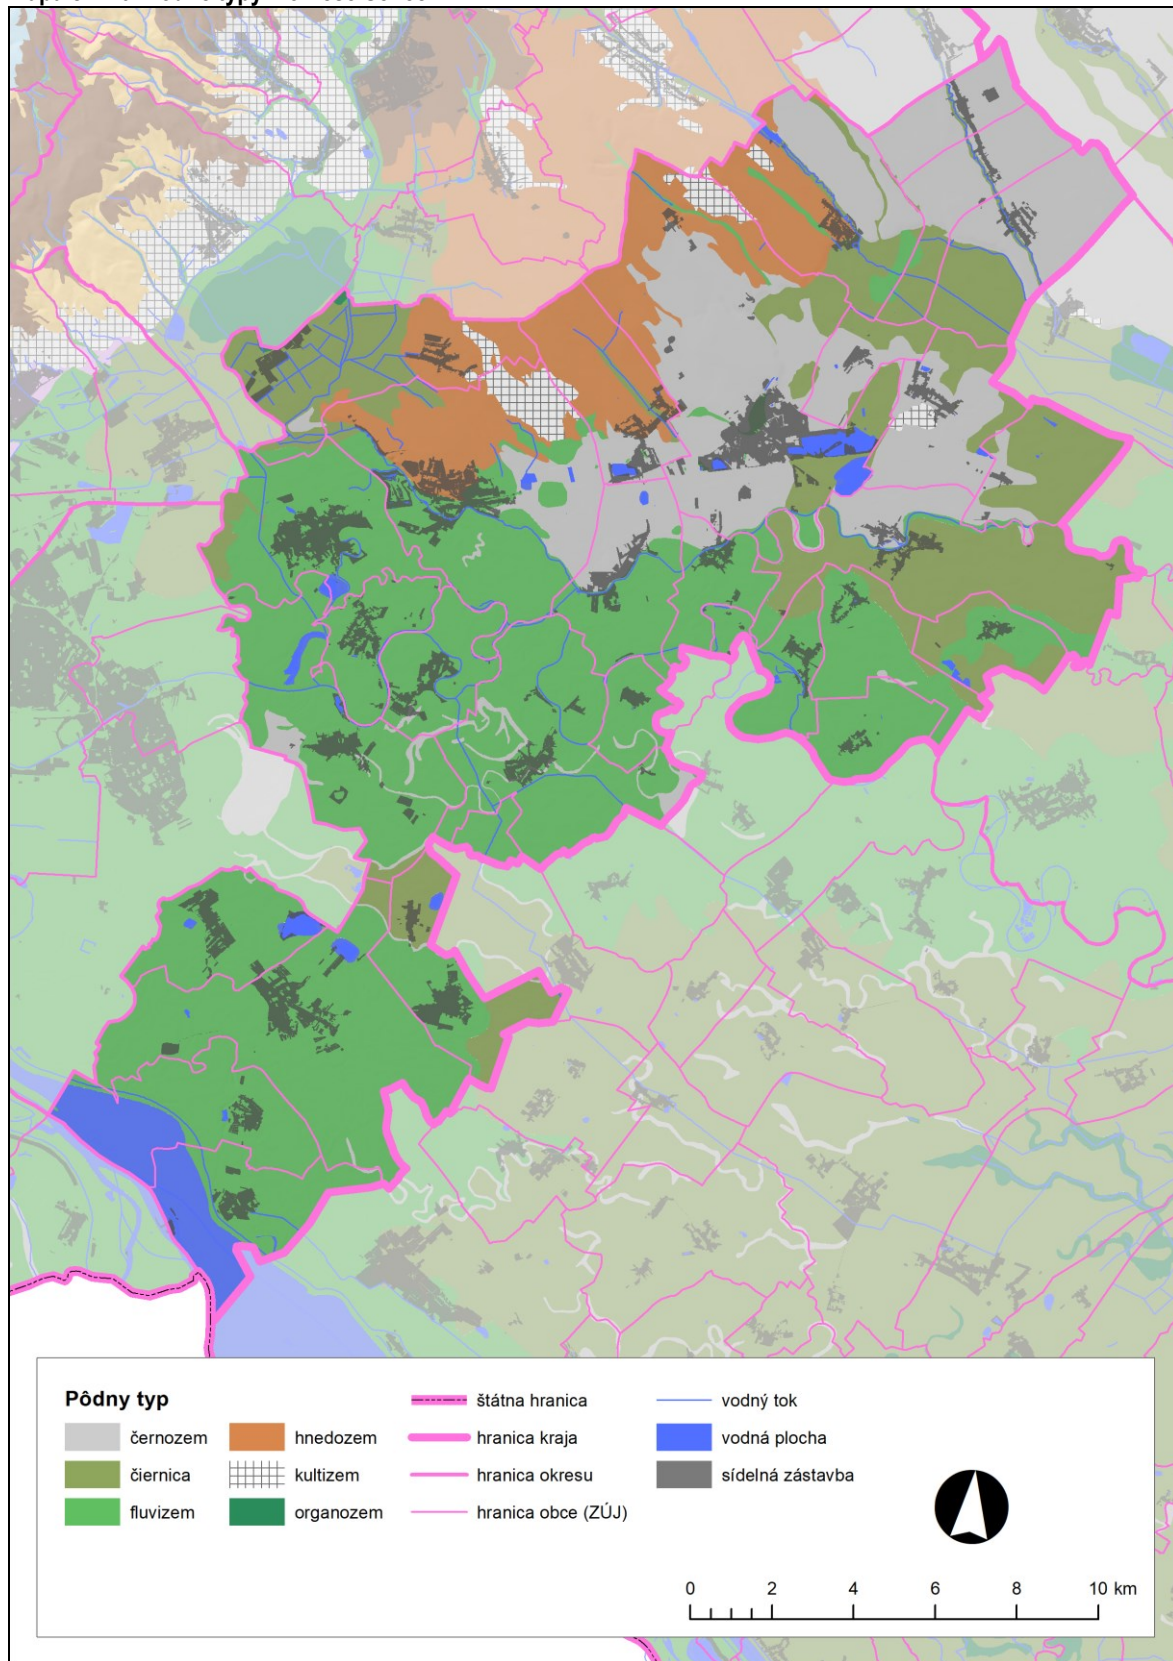 Pôdny typ
černozem
čiernica
fluvizem
hnedozem
kultizem
organozem
štátna hranica
hranica kraja
hranica okresu
hranica obce (ZÚJ)
vodný tok
vodná plocha
sídelná zástavba
0 2 4 6 8 10 km